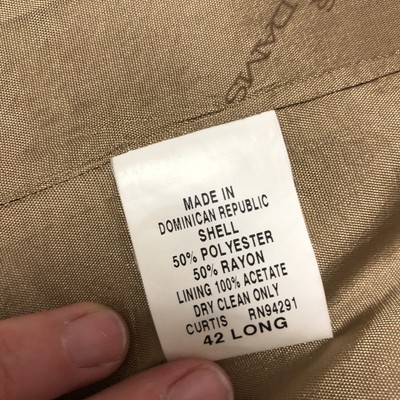 MADE IN
DOMINICAN REPUBLIC
SHELL
50% POLYESTER
50% RAYON
LINING 100% ACETATE
DRY CLEAN ONLY
CURTIS RN94291
42 LONG